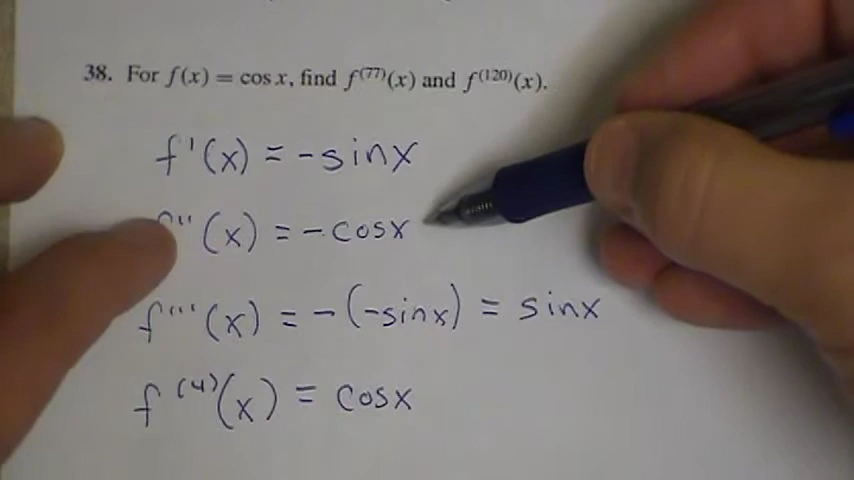 38. For f(x) = cos x, find f⁽⁷⁷⁾(x) and f⁽¹²⁰⁾(x).
f'(x) = -sinx
f''(x) = -cosx
f'''(x) = -(-sinx) = sinx
f⁽⁴⁾(x) = cosx